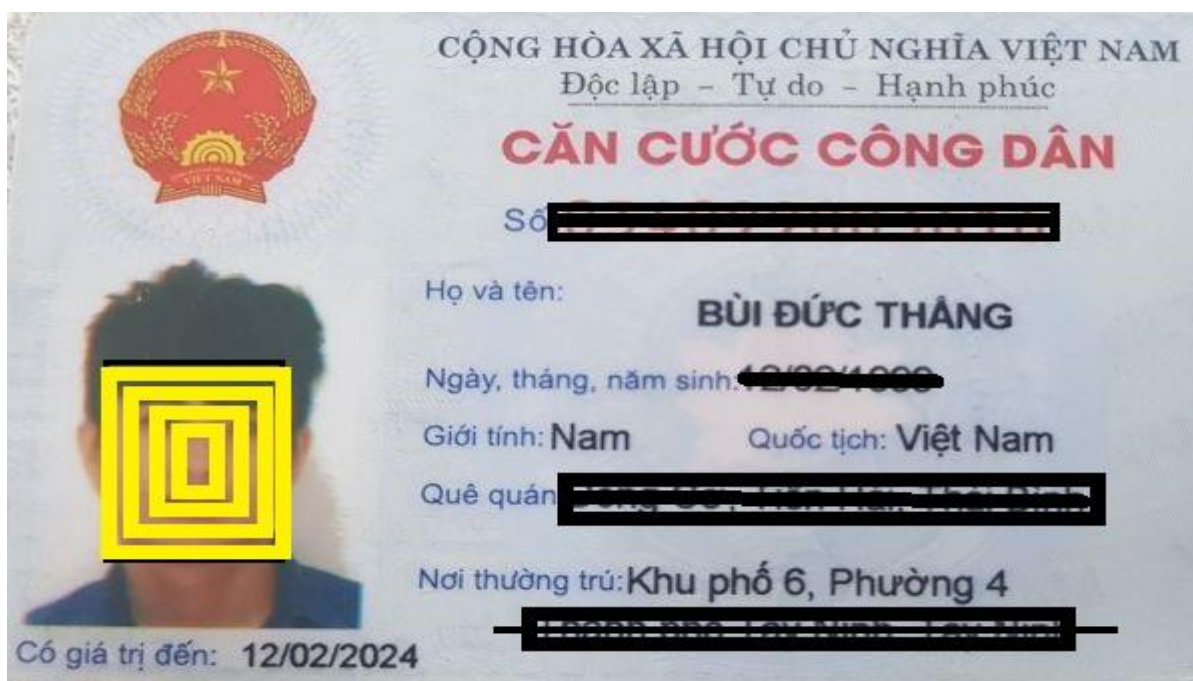 CỘNG HÒA XÃ HỘI CHỦ NGHĨA VIỆT NAM
Độc lập - Tự do - Hạnh phúc
CĂN CƯỚC CÔNG DÂN
VIỆT NAM
Số
Họ và tên:
BÙI ĐỨC THẮNG
Ngày, tháng, năm sinh:
Giới tính: Nam Quốc tịch: Việt Nam
Quê quán
Nơi thường trú: Khu phố 6, Phường 4
Có giá trị đến: 12/02/2024